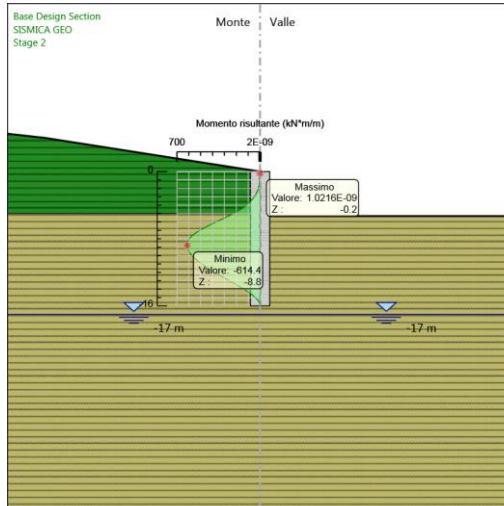 Base Design Section
SISMICA GEO
Stage 2
Monte Valle
Momento risultante (kN*m/m)
700 2E-09
0
Massimo
Valore: 1.0216E-09
Z : -0.2
Minimo
Valore: -614.4
Z : -8.8
16
-17 m -17 m